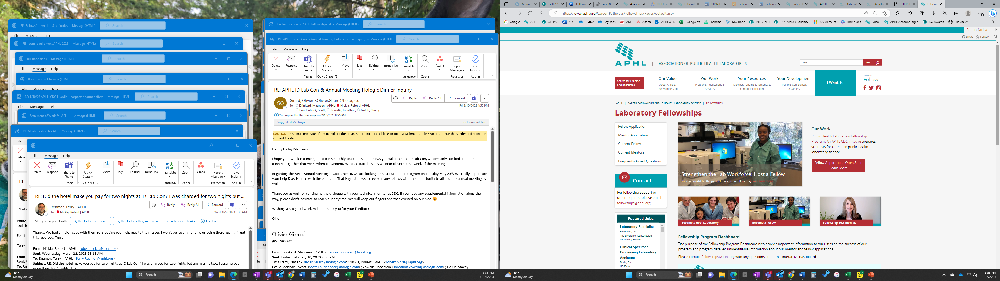 RE: Fellows/Interns in US territories - Message (HTML)
Search
File Message Help
RE: room requirement APHL 2023 - Message (HTML)
Search
RE: floor plans - Message (HTML)
Search
File Message Help
floor plans - Message (HTML)
Search
File Message Help
RE: 1/10/23 APHL-CDC Huddle-- corporate partner offers - Message (HTML)
Search
File Message Help
Statement of Work for APHL - Message (HTML)
Search
RE: Meal question for AC - Message (HTML)
Search
File
Delete
File Message Help
Delete
Respond
Share to Teams
Quick Steps
Move
Tags
Editing
Immersive
Translate
Zoom
Asana
Report Message
Viva Insights
Teams
Quick Steps
Language
Zoom
Protection
Add-in
RE: Did the hotel make you pay for two nights at ID Lab Con? I was charged for two nights but ...
Reamer, Terry | APHL
To Nickla, Robert | APHL
Reply
Reply All
Forward
Wed 3/22/2023 8:30 AM
Start your reply all with:
Ok, thanks for the update.
Ok, thanks for letting me know.
Sounds good, thanks!
Feedback
Thanks. We had a major issue with them re: sleeping room charges to the master. I won't be recommending us going there again! I'll get
this reversed. Terry
From: Nickla, Robert | APHL <robert.nickla@aphl.org>
Sent: Wednesday, March 22, 2023 11:11 AM
To: Reamer, Terry | APHL <Terry.Reamer@aphl.org>
Subject: RE: Did the hotel make you pay for two nights at ID Lab Con? I was charged for two nights but am missing two. I assume you
were there for 4 nights. Thx
Reclassification of APHL Fellow Stipend - Message (HTML)
Search
RE: APHL ID Lab Con & Annual Meeting Hologic Dinner Inquiry - Message (HTML)
Search
File Message Help
Delete
Respond
Share to Teams
Quick Steps
Move
Tags
Editing
Immersive
Translate
Zoom
Asana
Report Message
Viva Insights
Teams
Quick Steps
Language
Zoom
Protection
Add-in
RE: APHL ID Lab Con & Annual Meeting Hologic Dinner Inquiry
GO
Girard, Olivier <Olivier.Girard@hologic.c
To Drinkard, Maureen | APHL; Nickla, Robert | APHL
Cc Loudenback, Scott; Zowalki, Jonathon; Golub, Stacey
Reply
Reply All
Forward
Fri 2/10/2023 1:55 PM
You replied to this message on 2/10/2023 8:25 PM.
Suggested Meetings
+ Get more add-ins
CAUTION: This email originated from outside of the organization. Do not click links or open attachments unless you recognize the sender and know the
content is safe.
Happy Friday Maureen,
I hope your week is coming to a close smoothly and that is great news you will be at the ID Lab Con, we certainly can find sometime to
connect together that week when convenient. We can touch base as we near closer to the week of the meeting.
Regarding the APHL Annual Meeting in Sacramento, we are looking to host our dinner program on Tuesday May 23rd. We really appreciate
your help & assistance with the estimate. That is great news to see so many fellows with the opportunity to attend the annual meeting as
well.
Thank you as well for continuing the dialogue with your technical monitor at CDC, if you need any supplemental information along the
way, please don't hesitate to reach out anytime. We will keep our fingers and toes crossed on our side 😊
Wishing you a good weekend and thank you for your feedback,
Ollie
Olivier Girard
(858) 204-9025
From: Drinkard, Maureen | APHL <maureen.drinkard@aphl.org>
Sent: Friday, February 10, 2023 2:38 PM
To: Girard, Olivier <Olivier.Girard@hologic.com>; Nickla, Robert | APHL <robert.nickla@aphl.org>
Cc: Loudenback, Scott <Scott.Loudenback@hologic.com>; Zowalki, Jonathon <Jonathon.Zowalki@hologic.com>; Golub, Stacey
49°F
Mostly cloudy
Search
1:33 PM
3/27/2023
Mauree
SHIPS!
Fellows
aphl85
Associa
NPHL 2
Laborat
NEW D
Fellows
Fellows
Laborat
APHL
Job Lis
Directo
fOf PR
Labora
https://www.aphl.org/Career-Pathways/fellowships/Pages/default.aspx
Google
APHL
SHIPS!
SOP
1Drive
MyDocs
ADP
Asana
APHLWEB
FULog.xlsx
Ironclad
MC Trade
INTRANET
RQ Awards Collabo...
My Account
Home 365
Portal
APHL Account Login
RQ Awards
FileMaker
Robert Nickla
?
SHARE
FOLLOW
APHL | ASSOCIATION OF PUBLIC HEALTH LABORATORIES
Search...
Search
Search for Training
and Resources
Our Value
About APHL &
Our Membership
Our Work
Programs, Publications &
Services
Your Resources
Member, Funding, Emergency &
Contact Information
Your Development
Training, Conferences
& Careers
I Want To
Follow
APHL | CAREER PATHWAYS IN PUBLIC HEALTH LABORATORY SCIENCE | FELLOWSHIPS
Laboratory Fellowships
Fellow Application
Mentor Application
Current Fellows
Current Mentors
Frequently Asked Questions
Contact
For fellowship support or
other inquiries, please email
fellowships@aphl.org
Featured Jobs
Laboratory Specialist
Richmond, VA
The Division of Consolidated
Laboratory Services
Clinical Specimen
Processing Laboratory
Assistant
Davis, CA
UC Davis
Strengthen the Lab Workforce: Host a Fellow
Your lab might be the perfect place for a fellow to grow.
Our Work
Public Health Laboratory Fellowship
Program: An APHL-CDC Initiative prepares
scientists for careers in public health
laboratory science.
Fellow Applications Open Soon,
Learn More!
Become a Host Laboratory
Become a Fellow
Fellowship Testimonials
Fellowship Program Dashboard
The purpose of the Fellowship Program Dashboard is to provide important information to our users on the success of our
program and program detailed unidentifiable information about our mentor and fellow applications.
Please contact fellowships@aphl.org with any questions about this interactive dashboard.
49°F
Mostly cloudy
Search
1:33 PM
3/27/2023